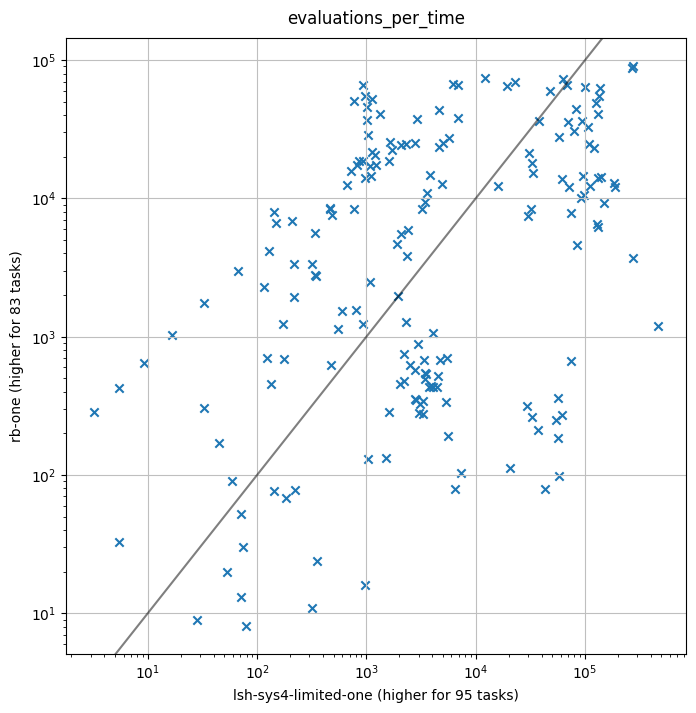 evaluations_per_time
rb-one (higher for 83 tasks)
10^5
10^4
10^3
10^2
10^1
10^1 10^2 10^3 10^4 10^5
lsh-sys4-limited-one (higher for 95 tasks)